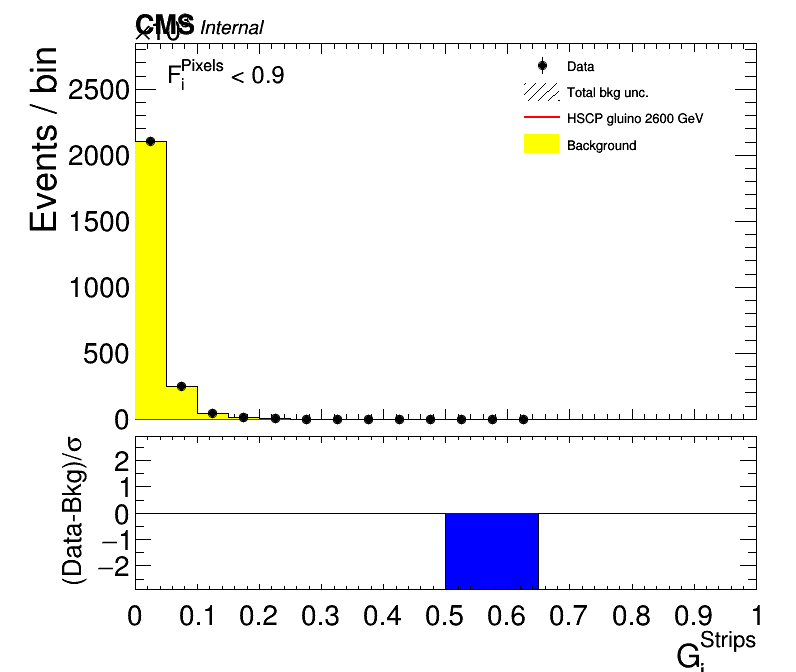 CMS Internal
×10³
Events / bin
F_i^Pixels < 0.9
Data
Total bkg unc.
HSCP gluino 2600 GeV
Background
2500
2000
1500
1000
500
0
(Data-Bkg)/σ
2
1
0
−1
−2
0 0.1 0.2 0.3 0.4 0.5 0.6 0.7 0.8 0.9 1
G_i^Strips